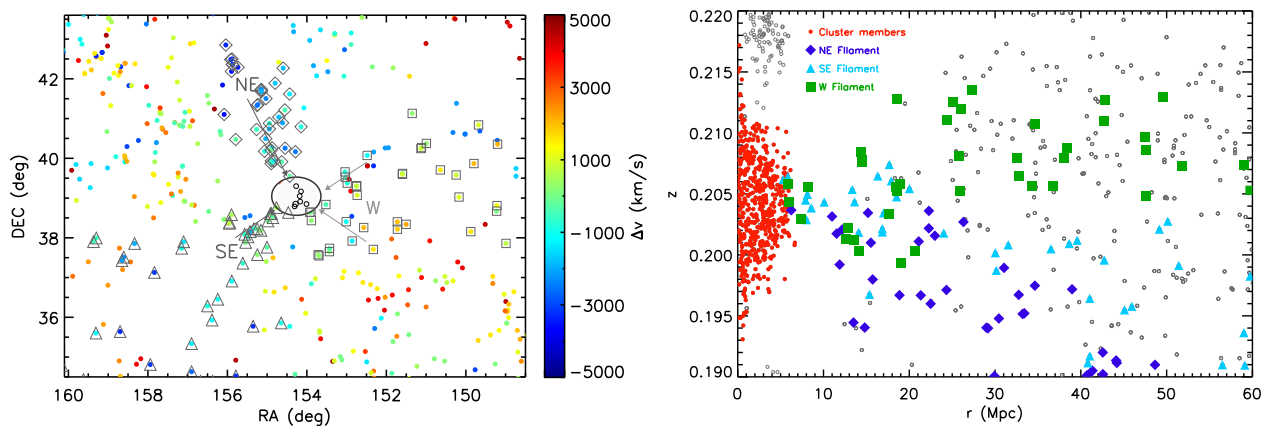 5000
42
NE
3000
40
1000
DEC (deg)
W
−1000
Δv (km/s)
38
SE
−3000
36
−5000
160
158
156
154
152
150
RA (deg)
0.220
Cluster members
NE Filament
0.215
SE Filament
W Filament
0.210
z
0.205
0.200
0.195
0.190
0
10
20
30
40
50
60
r (Mpc)